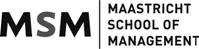 MSM
MAASTRICHT
SCHOOL OF
MANAGEMENT